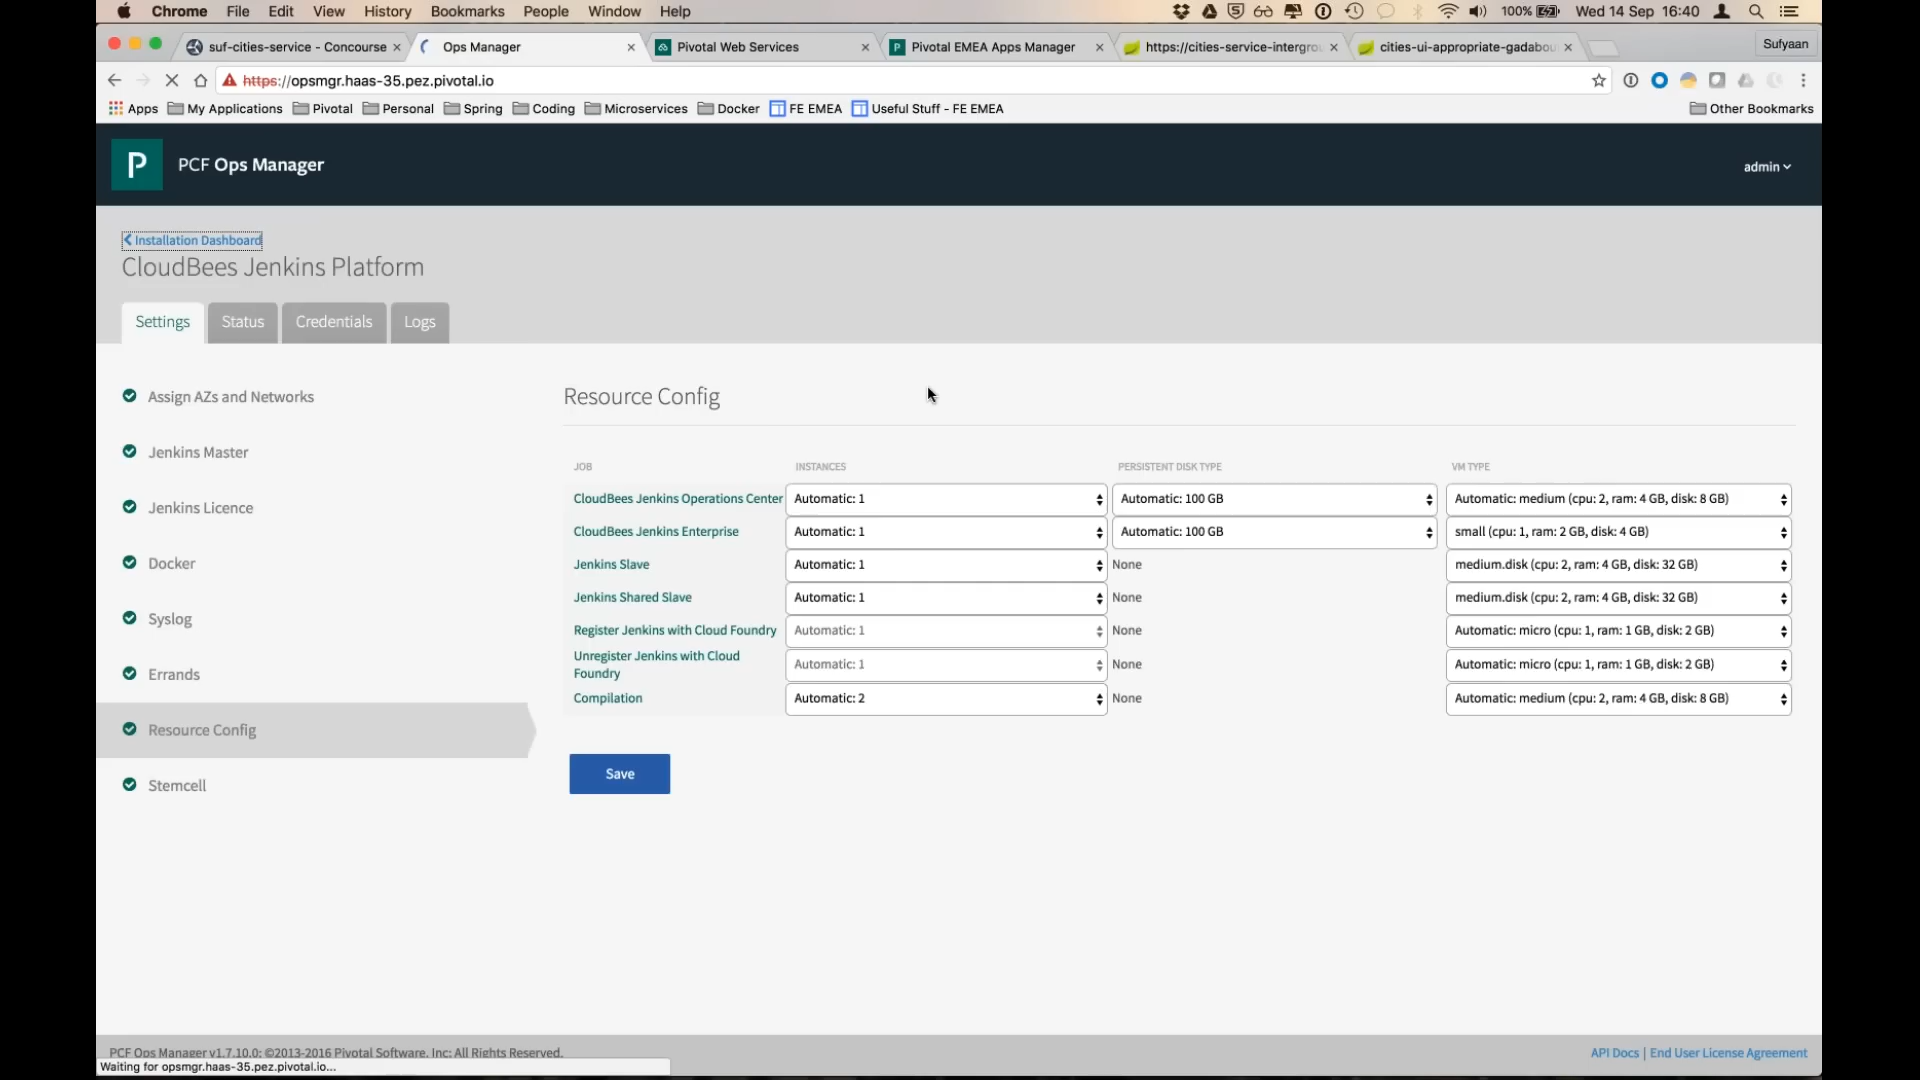 Chrome File Edit View History Bookmarks People Window Help 100% Wed 14 Sep 16:40
suf-cities-service - Concourse Ops Manager Pivotal Web Services Pivotal EMEA Apps Manager https://cities-service-intergro cities-ui-appropriate-gadabou Sufyaan
https://opsmgr.haas-35.pez.pivotal.io
Apps My Applications Pivotal Personal Spring Coding Microservices Docker FE EMEA Useful Stuff - FE EMEA Other Bookmarks
P PCF Ops Manager admin
Installation Dashboard
CloudBees Jenkins Platform
Settings Status Credentials Logs
Assign AZs and Networks
Jenkins Master
Jenkins Licence
Docker
Syslog
Errands
Resource Config
Stemcell
Resource Config
JOB INSTANCES PERSISTENT DISK TYPE VM TYPE
CloudBees Jenkins Operations Center Automatic: 1 Automatic: 100 GB Automatic: medium (cpu: 2, ram: 4 GB, disk: 8 GB)
CloudBees Jenkins Enterprise Automatic: 1 Automatic: 100 GB small (cpu: 1, ram: 2 GB, disk: 4 GB)
Jenkins Slave Automatic: 1 None medium.disk (cpu: 2, ram: 4 GB, disk: 32 GB)
Jenkins Shared Slave Automatic: 1 None medium.disk (cpu: 2, ram: 4 GB, disk: 32 GB)
Register Jenkins with Cloud Foundry Automatic: 1 None Automatic: micro (cpu: 1, ram: 1 GB, disk: 2 GB)
Unregister Jenkins with Cloud
Foundry Automatic: 1 None Automatic: micro (cpu: 1, ram: 1 GB, disk: 2 GB)
Compilation Automatic: 2 None Automatic: medium (cpu: 2, ram: 4 GB, disk: 8 GB)
Save
PCF Ops Manager v1.7.10.0; ©2013-2016 Pivotal Software, Inc; All Rights Reserved. API Docs | End User License Agreement
Waiting for opsmgr.haas-35.pez.pivotal.io...